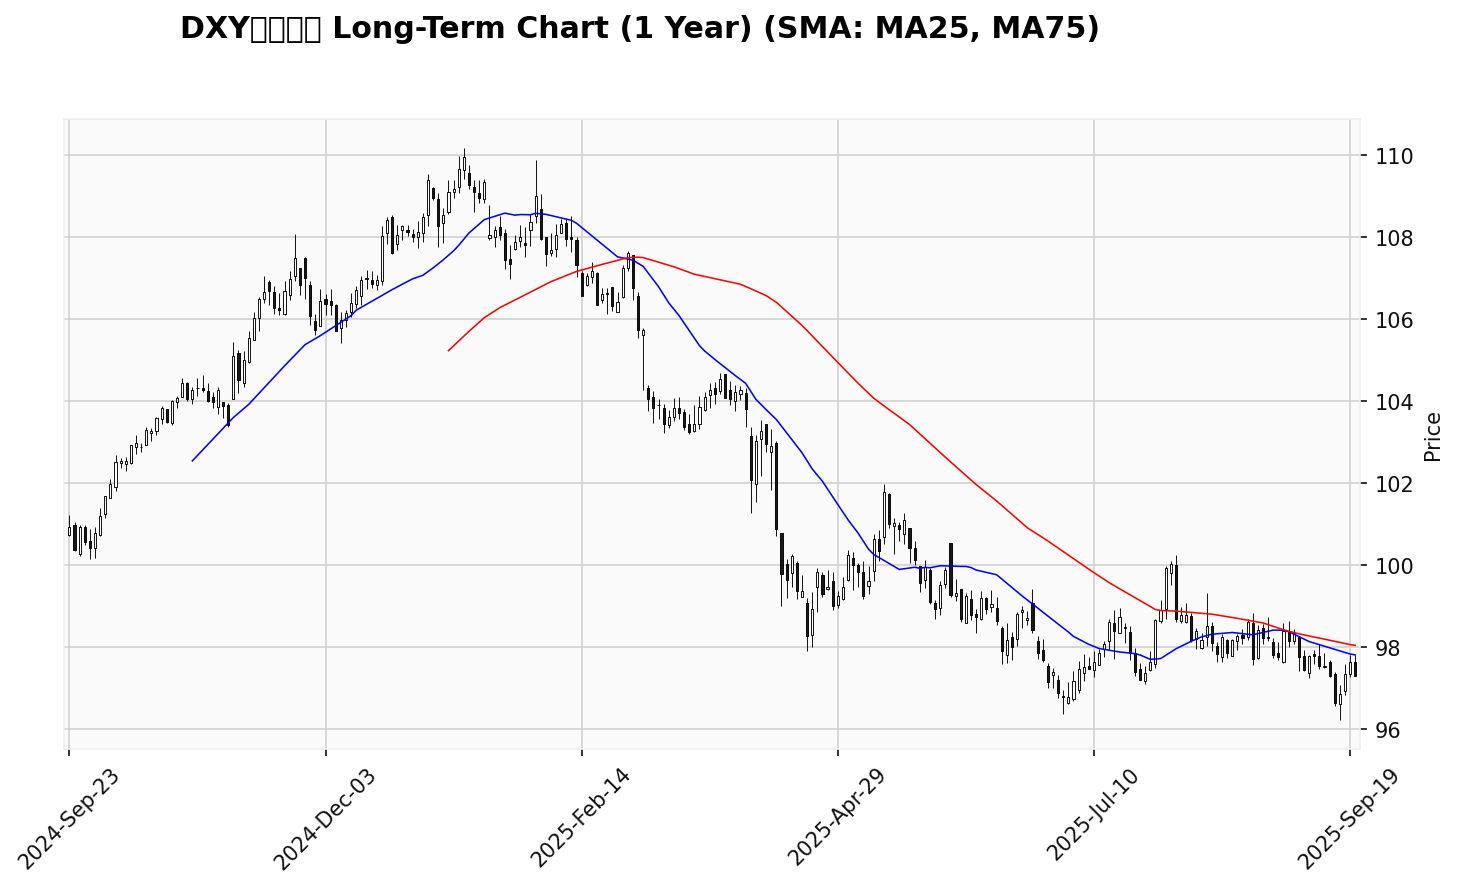 DXY Long-Term Chart (1 Year) (SMA: MA25, MA75)
110
108
106
104
102
100
98
96
Price
2024-Sep-23
2024-Dec-03
2025-Feb-14
2025-Apr-29
2025-Jul-10
2025-Sep-19